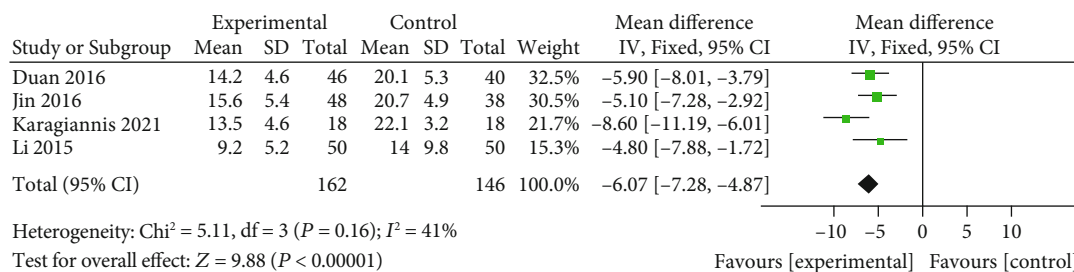 Experimental Control Mean difference Mean difference
Study or Subgroup Mean SD Total Mean SD Total Weight IV, Fixed, 95% CI IV, Fixed, 95% CI
Duan 2016 14.2 4.6 46 20.1 5.3 40 32.5% –5.90 [–8.01, –3.79]
Jin 2016 15.6 5.4 48 20.7 4.9 38 30.5% –5.10 [–7.28, –2.92]
Karagiannis 2021 13.5 4.6 18 22.1 3.2 18 21.7% –8.60 [–11.19, –6.01]
Li 2015 9.2 5.2 50 14 9.8 50 15.3% –4.80 [–7.88, –1.72]
Total (95% CI) 162 146 100.0% –6.07 [–7.28, –4.87]
Heterogeneity: Chi² = 5.11, df = 3 (P = 0.16); I² = 41%
–10 –5 0 5 10
Test for overall effect: Z = 9.88 (P < 0.00001)
Favours [experimental] Favours [control]